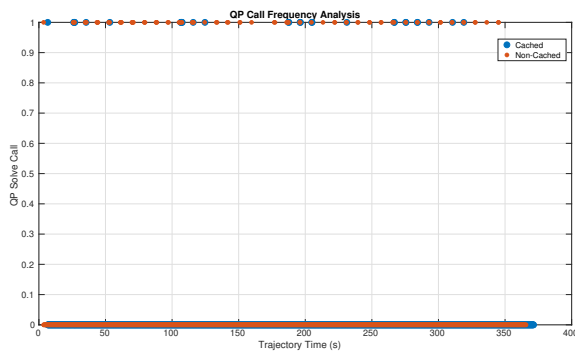 QP Call Frequency Analysis
1
0.9
0.8
0.7
0.6
0.5
0.4
0.3
0.2
0.1
0
QP Solve Call
Cached
Non-Cached
0 50 100 150 200 250 300 350 400
Trajectory Time (s)